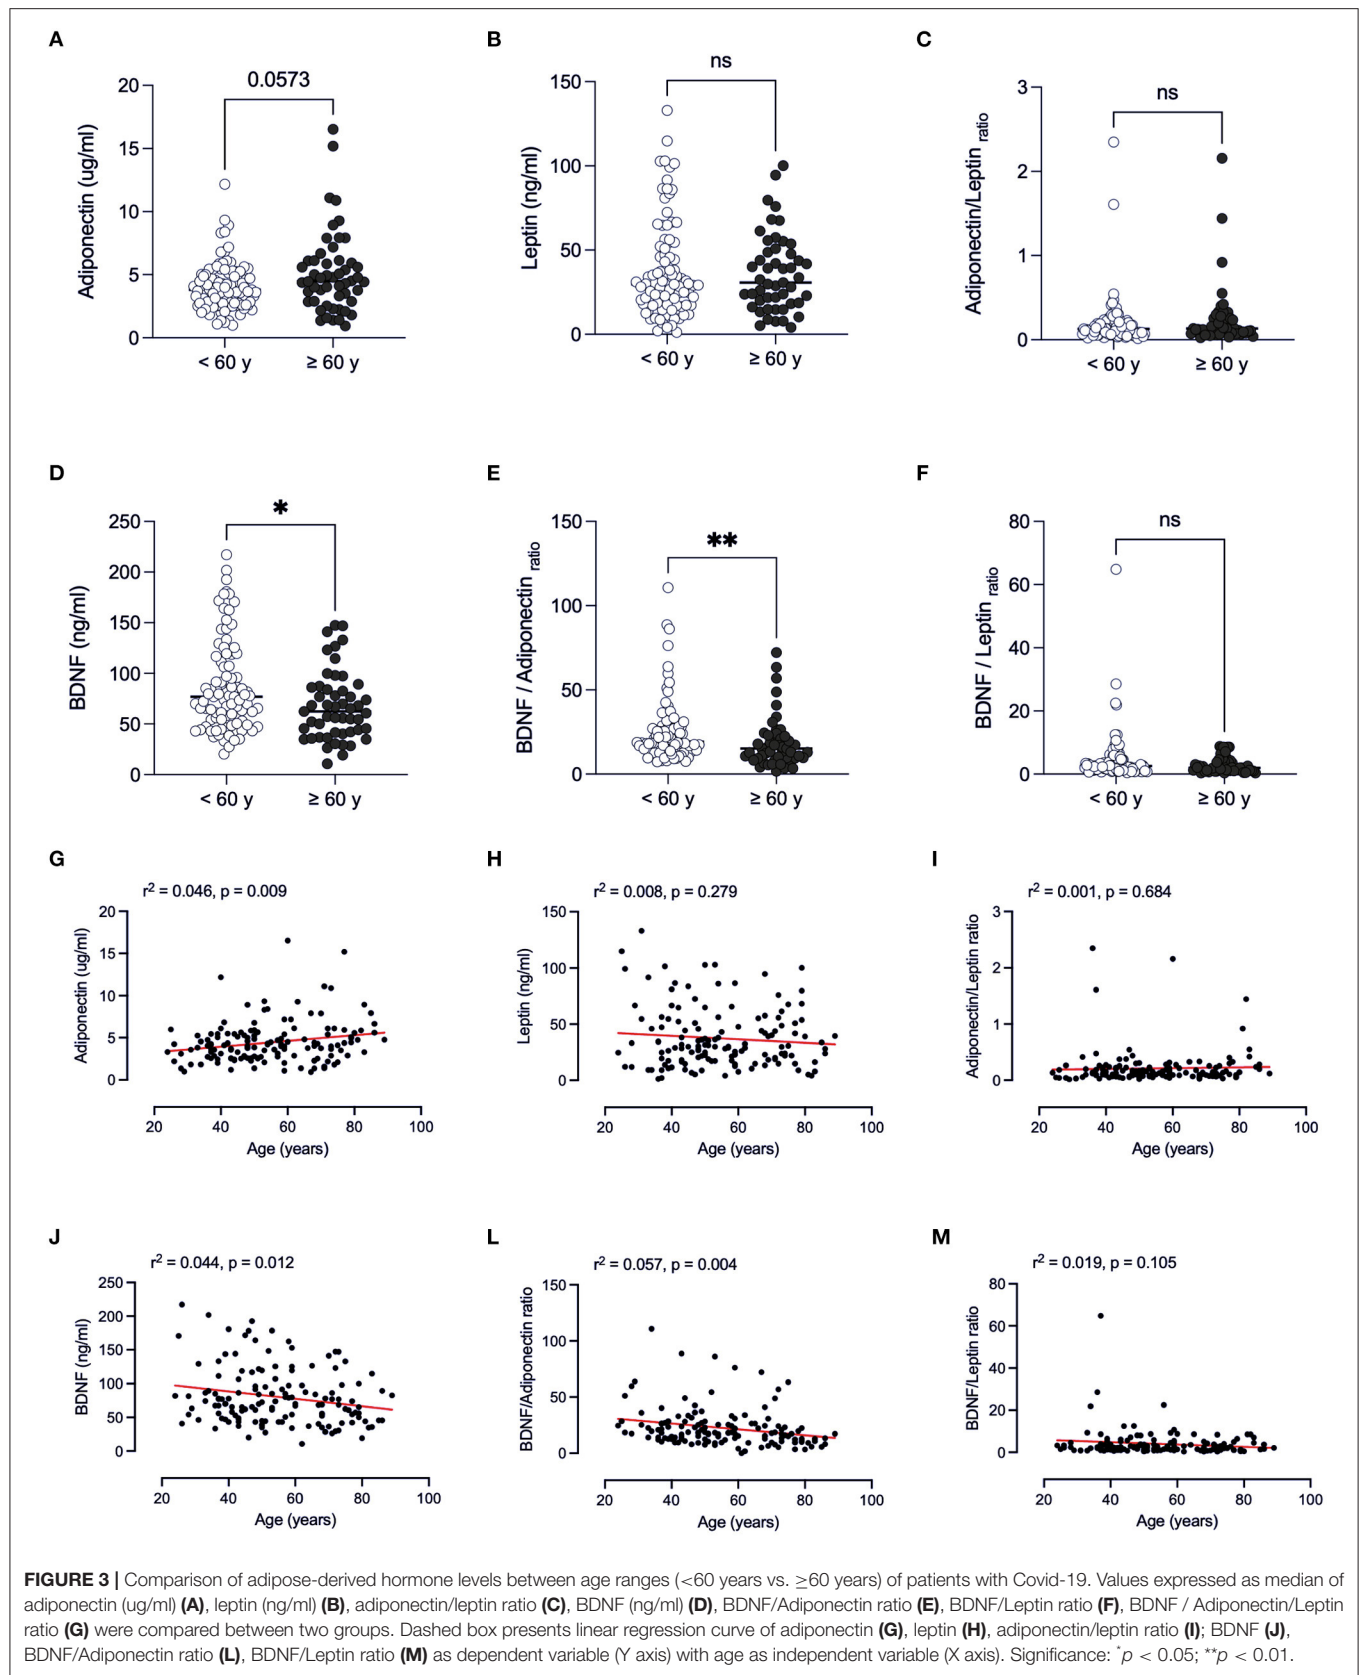 A
0.0573
20
15
10
5
0
Adiponectin (ug/ml)
< 60 y
≥ 60 y
B
ns
150
100
50
0
Leptin (ng/ml)
< 60 y
≥ 60 y
C
ns
3
2
1
0
Adiponectin/Leptin ratio
< 60 y
≥ 60 y
D
*
250
200
150
100
50
0
BDNF (ng/ml)
< 60 y
≥ 60 y
E
**
150
100
50
0
BDNF / Adiponectin ratio
< 60 y
≥ 60 y
F
ns
80
60
40
20
0
BDNF / Leptin ratio
< 60 y
≥ 60 y
G
r² = 0.046, p = 0.009
20
15
10
5
0
Adiponectin (ug/ml)
20 40 60 80 100
Age (years)
H
r² = 0.008, p = 0.279
150
100
50
0
Leptin (ng/ml)
20 40 60 80 100
Age (years)
I
r² = 0.001, p = 0.684
3
2
1
0
Adiponectin/Leptin ratio
20 40 60 80 100
Age (years)
J
r² = 0.044, p = 0.012
250
200
150
100
50
0
BDNF (ng/ml)
20 40 60 80 100
Age (years)
L
r² = 0.057, p = 0.004
150
100
50
0
BDNF/Adiponectin ratio
20 40 60 80 100
Age (years)
M
r² = 0.019, p = 0.105
80
60
40
20
0
BDNF/Leptin ratio
20 40 60 80 100
Age (years)
FIGURE 3 | Comparison of adipose-derived hormone levels between age ranges (<60 years vs. ≥60 years) of patients with Covid-19. Values expressed as median of
adiponectin (ug/ml) (A), leptin (ng/ml) (B), adiponectin/leptin ratio (C), BDNF (ng/ml) (D), BDNF/Adiponectin ratio (E), BDNF/Leptin ratio (F), BDNF / Adiponectin/Leptin
ratio (G) were compared between two groups. Dashed box presents linear regression curve of adiponectin (G), leptin (H), adiponectin/leptin ratio (I); BDNF (J),
BDNF/Adiponectin ratio (L), BDNF/Leptin ratio (M) as dependent variable (Y axis) with age as independent variable (X axis). Significance: *p < 0.05; **p < 0.01.